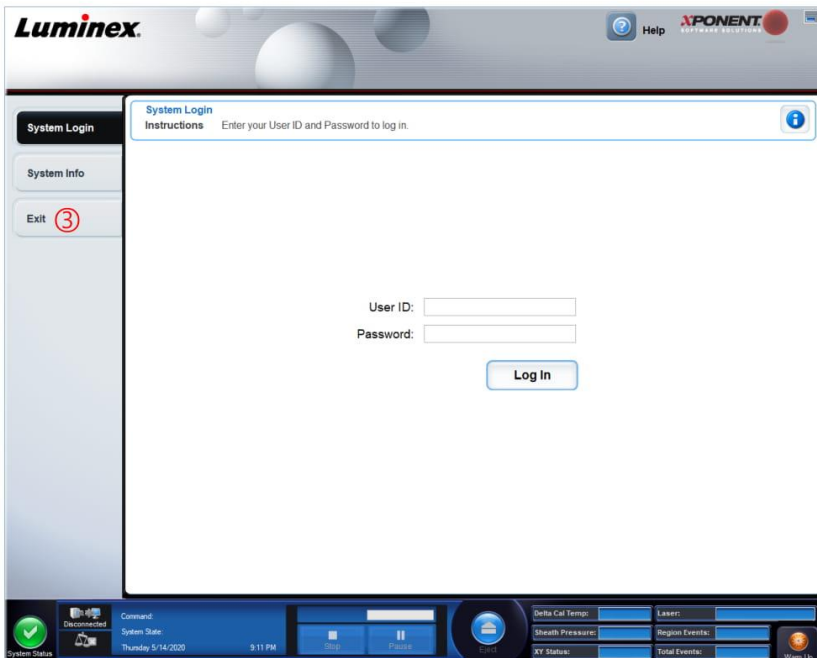 Luminex.
Help
XPONENT
SOFTWARE SOLUTIONS
System Login
System Info
Exit ③
System Login
Instructions Enter your User ID and Password to log in.
User ID:
Password:
Log In
System Status
Disconnected
Command:
System State:
Thursday 5/14/2020 9:11 PM
Stop
Pause
Eject
Delta Cal Temp:
Laser:
Sheath Pressure:
Region Events:
XY Status:
Total Events:
Warm Up